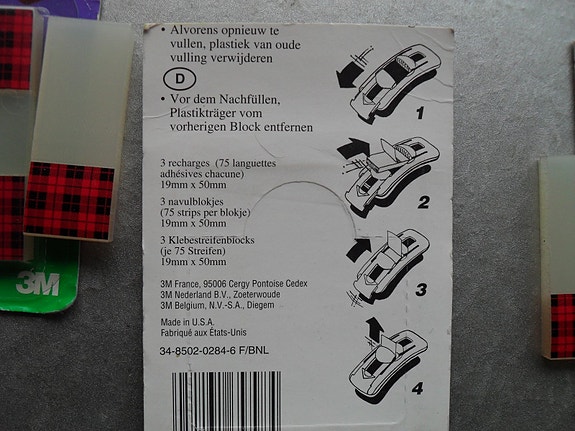 • Alvorens opnieuw te
vullen, plastiek van oude
vulling verwijderen
D
• Vor dem Nachfüllen,
Plastikträger vom
vorherigen Block entfernen
3 recharges (75 languettes
adhésives chacune)
19mm x 50mm
3 navulblokjes
(75 strips per blokje)
19mm x 50mm
3 Klebestreifenblocks
(je 75 Streifen)
19mm x 50mm
3M France, 95006 Cergy Pontoise Cedex
3M Nederland B.V., Zoeterwoude
3M Belgium, N.V.-S.A., Diegem
Made in U.S.A.
Fabriqué aux États-Unis
34-8502-0284-6 F/BNL
1
2
3
4
3M